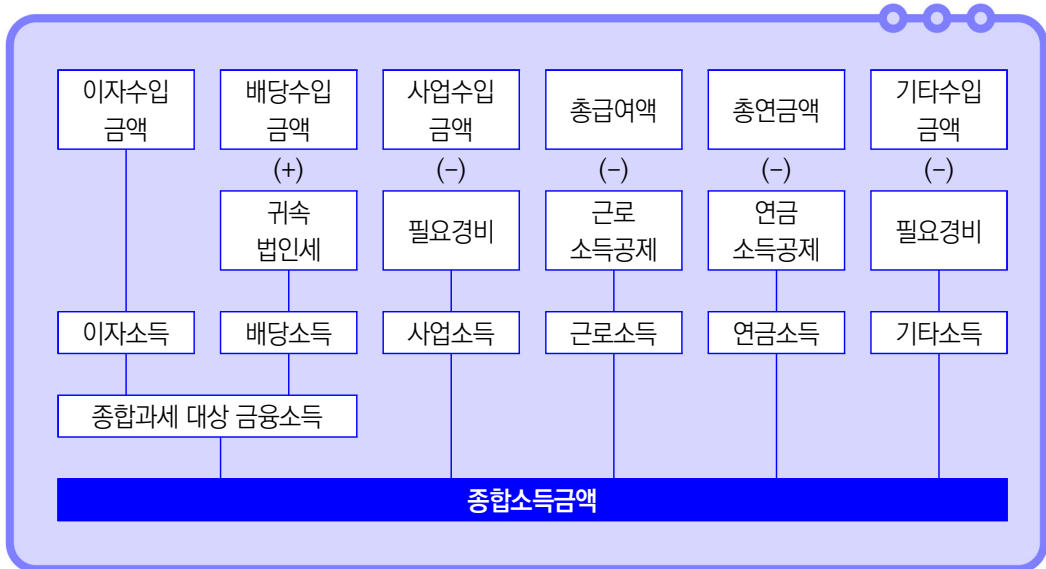 이자수입
금액
배당수입
금액
사업수입
금액
총급여액
총연금액
기타수입
금액
(+)
(−)
(−)
(−)
(−)
귀속
법인세
필요경비
근로
소득공제
연금
소득공제
필요경비
이자소득
배당소득
사업소득
근로소득
연금소득
기타소득
종합과세 대상 금융소득
종합소득금액